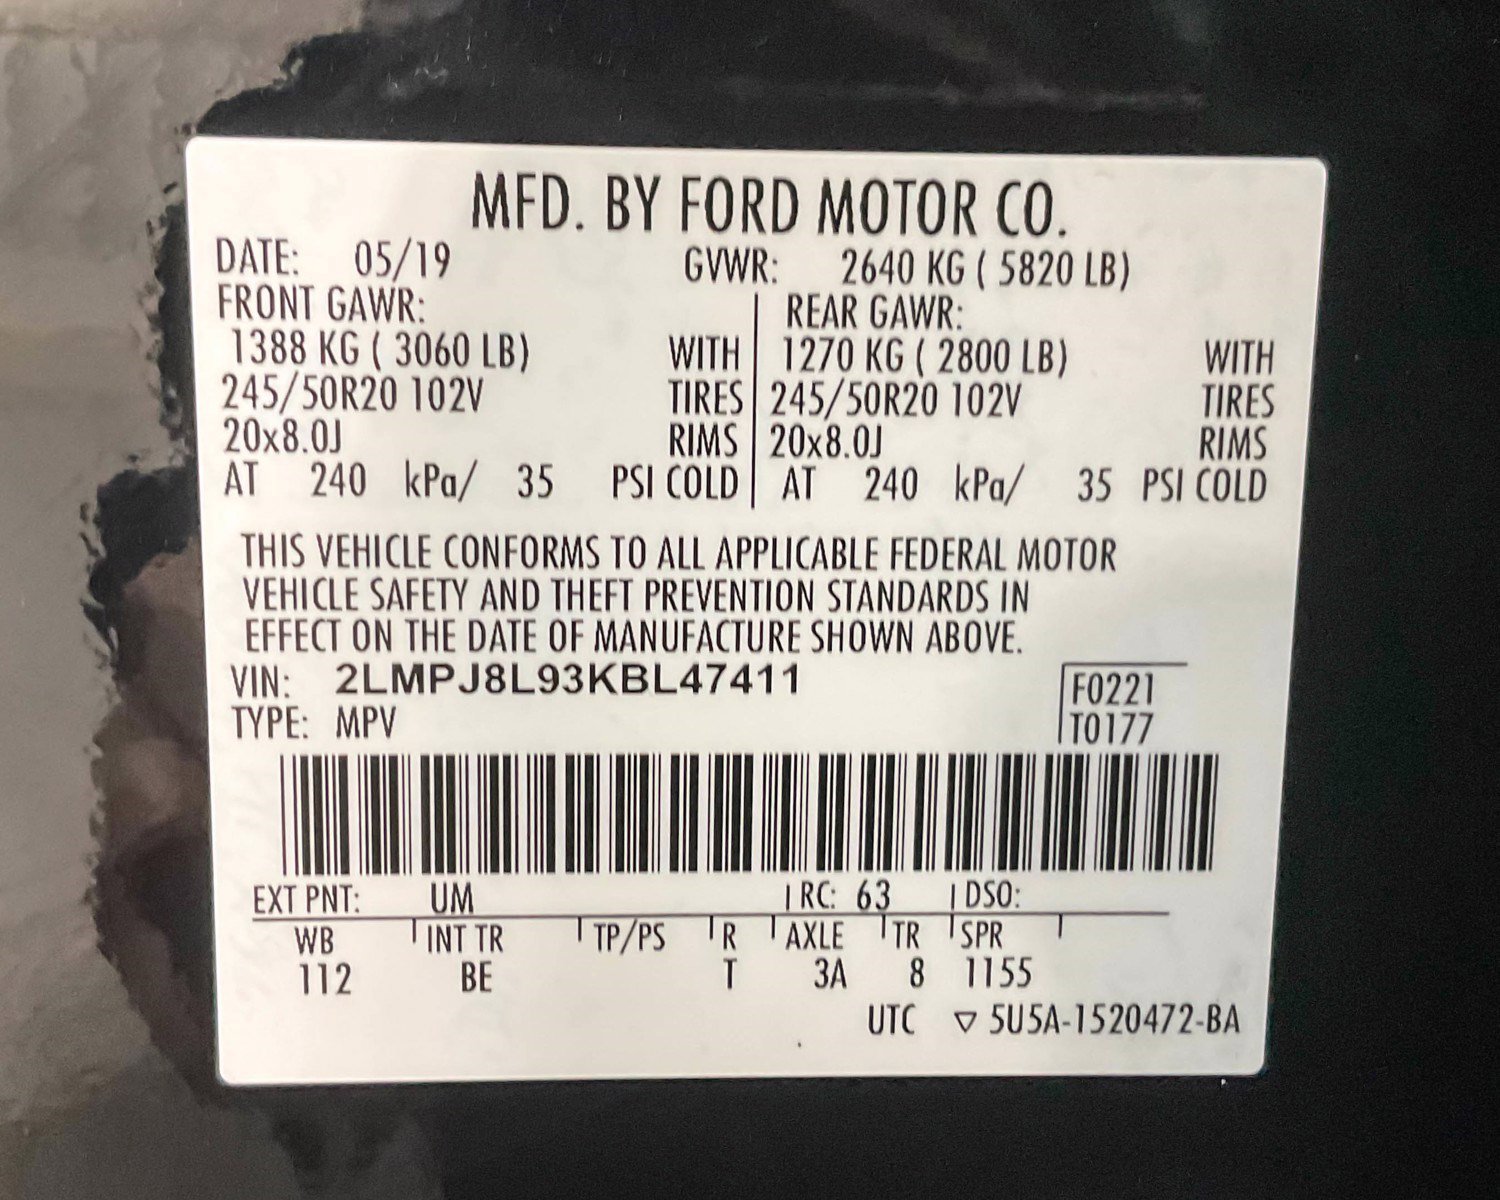 MFD. BY FORD MOTOR CO.
DATE: 05/19 GVWR: 2640 KG ( 5820 LB)
FRONT GAWR: REAR GAWR:
1388 KG ( 3060 LB) WITH 1270 KG ( 2800 LB) WITH
245/50R20 102V TIRES 245/50R20 102V TIRES
20x8.0J RIMS 20x8.0J RIMS
AT 240 kPa/ 35 PSI COLD AT 240 kPa/ 35 PSI COLD
THIS VEHICLE CONFORMS TO ALL APPLICABLE FEDERAL MOTOR
VEHICLE SAFETY AND THEFT PREVENTION STANDARDS IN
EFFECT ON THE DATE OF MANUFACTURE SHOWN ABOVE.
VIN: 2LMPJ8L93KBL47411 F0221
TYPE: MPV T0177
EXT PNT: UM RC: 63 DSO:
WB INT TR TP/PS R AXLE TR SPR
112 BE T 3A 8 1155
UTC ▽ 5U5A-1520472-BA